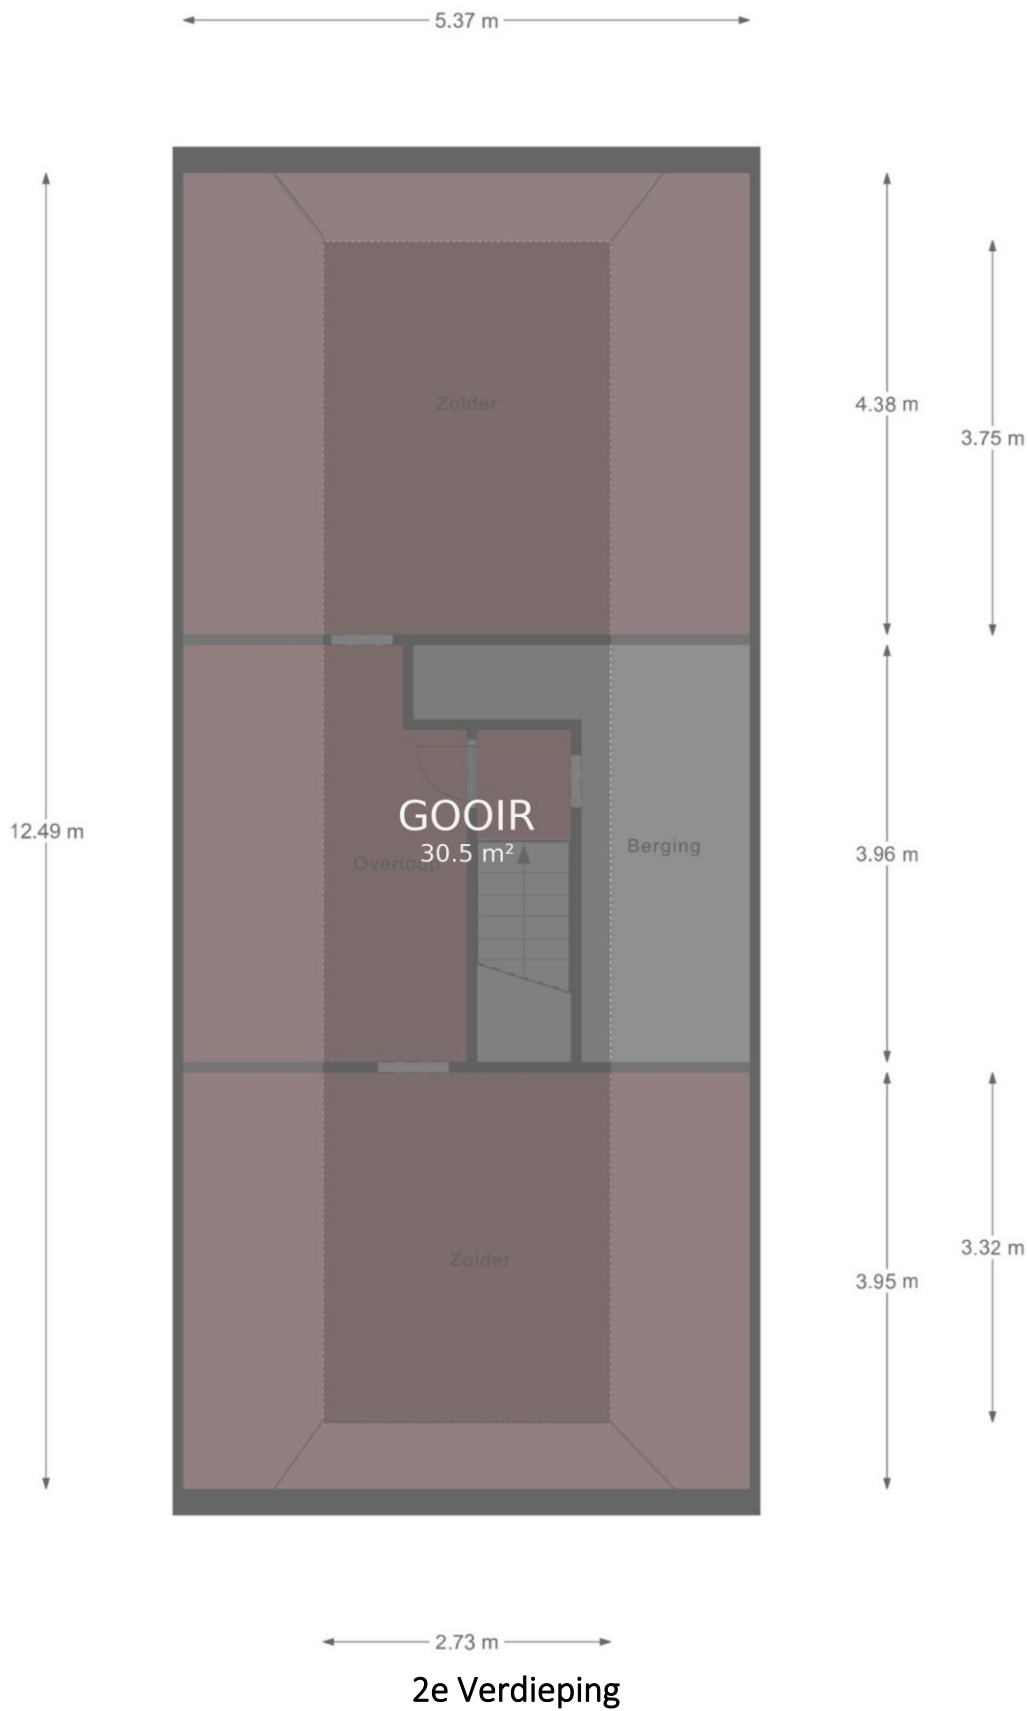 5.37 m
Zolder
4.38 m
3.75 m
12.49 m
GOOIR
30.5 m²
Overloop
Berging
3.96 m
Zolder
3.32 m
3.95 m
2.73 m
2e Verdieping